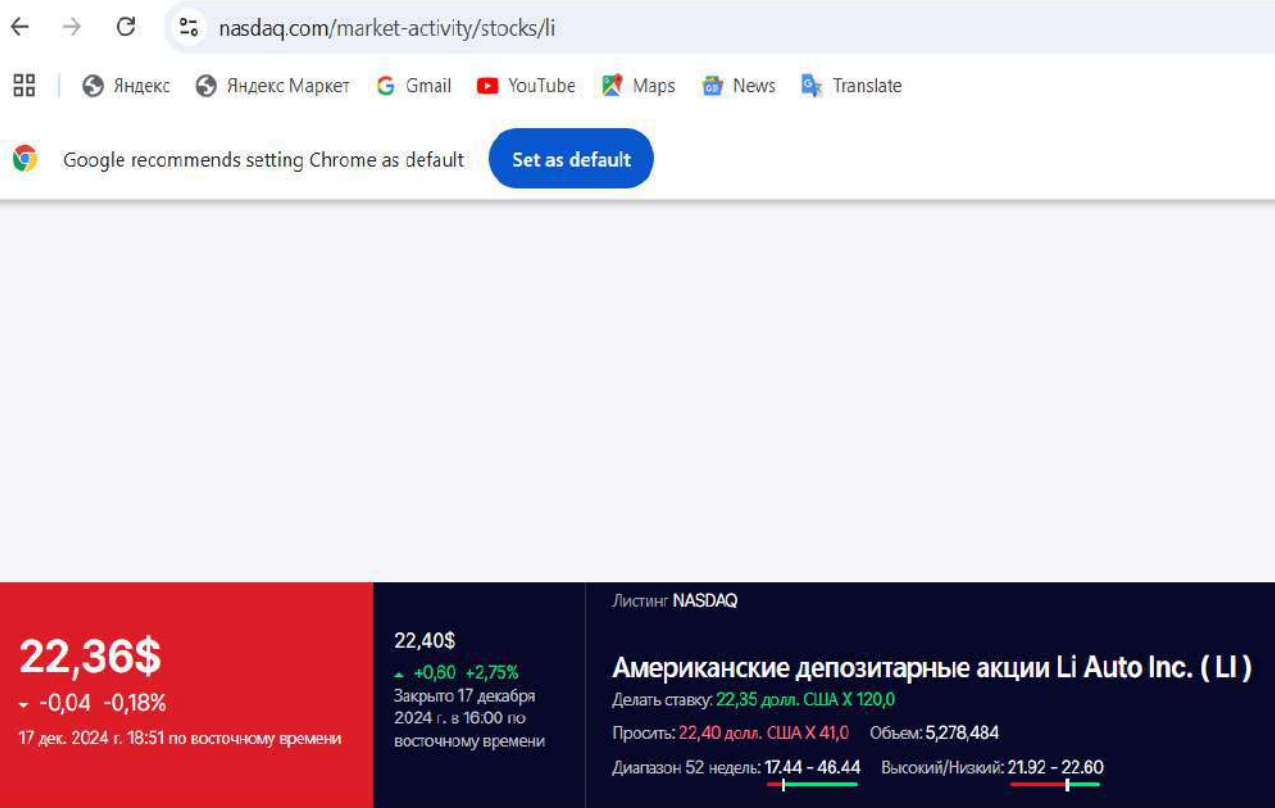 nasdaq.com/market-activity/stocks/li
Яндекс Яндекс Маркет Gmail YouTube Maps News Translate
Google recommends setting Chrome as default Set as default
22,36$
-0,04 -0,18%
17 дек. 2024 г. 18:51 по восточному времени
22,40$
+0,60 +2,75%
Закрыто 17 декабря
2024 г. в 16:00 по
восточному времени
Листинг NASDAQ
Американские депозитарные акции Li Auto Inc. ( LI )
Делать ставку: 22,35 долл. США X 120,0
Просить: 22,40 долл. США X 41,0 Объем: 5,278,484
Диапазон 52 недель: 17.44 – 46.44 Высокий/Низкий: 21.92 – 22.60